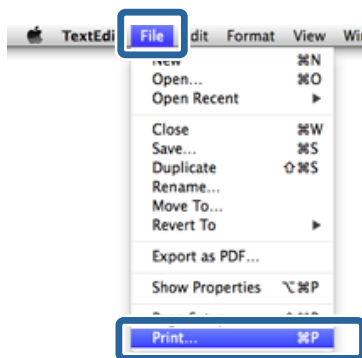 TextEdi File dit Format View Wi
New ⌘N
Open... ⌘O
Open Recent ▶
Close ⌘W
Save... ⌘S
Duplicate ⇧⌘S
Rename...
Move To...
Revert To ▶
Export as PDF...
Show Properties ⌥⌘P
Print... ⌘P